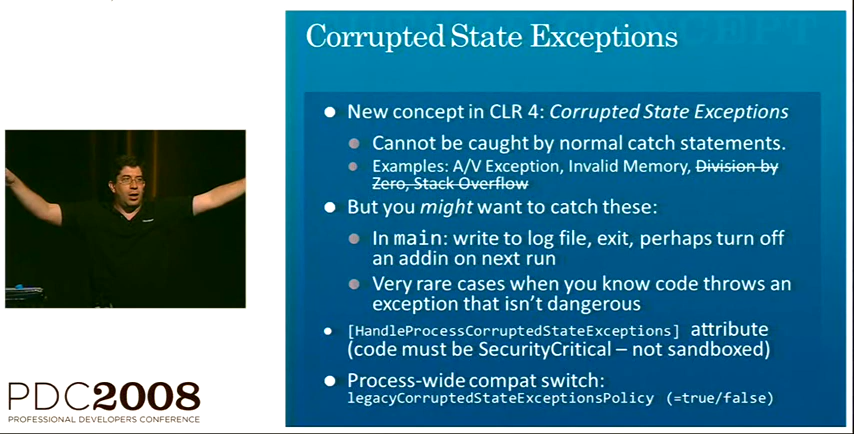 Corrupted State Exceptions
New concept in CLR 4: Corrupted State Exceptions
Cannot be caught by normal catch statements.
Examples: A/V Exception, Invalid Memory, Division by
Zero, Stack Overflow
But you might want to catch these:
In main: write to log file, exit, perhaps turn off
an addin on next run
Very rare cases when you know code throws an
exception that isn't dangerous
[HandleProcessCorruptedStateExceptions] attribute
(code must be SecurityCritical – not sandboxed)
Process-wide compat switch:
legacyCorruptedStateExceptionsPolicy (=true/false)
PDC2008
PROFESSIONAL DEVELOPERS CONFERENCE